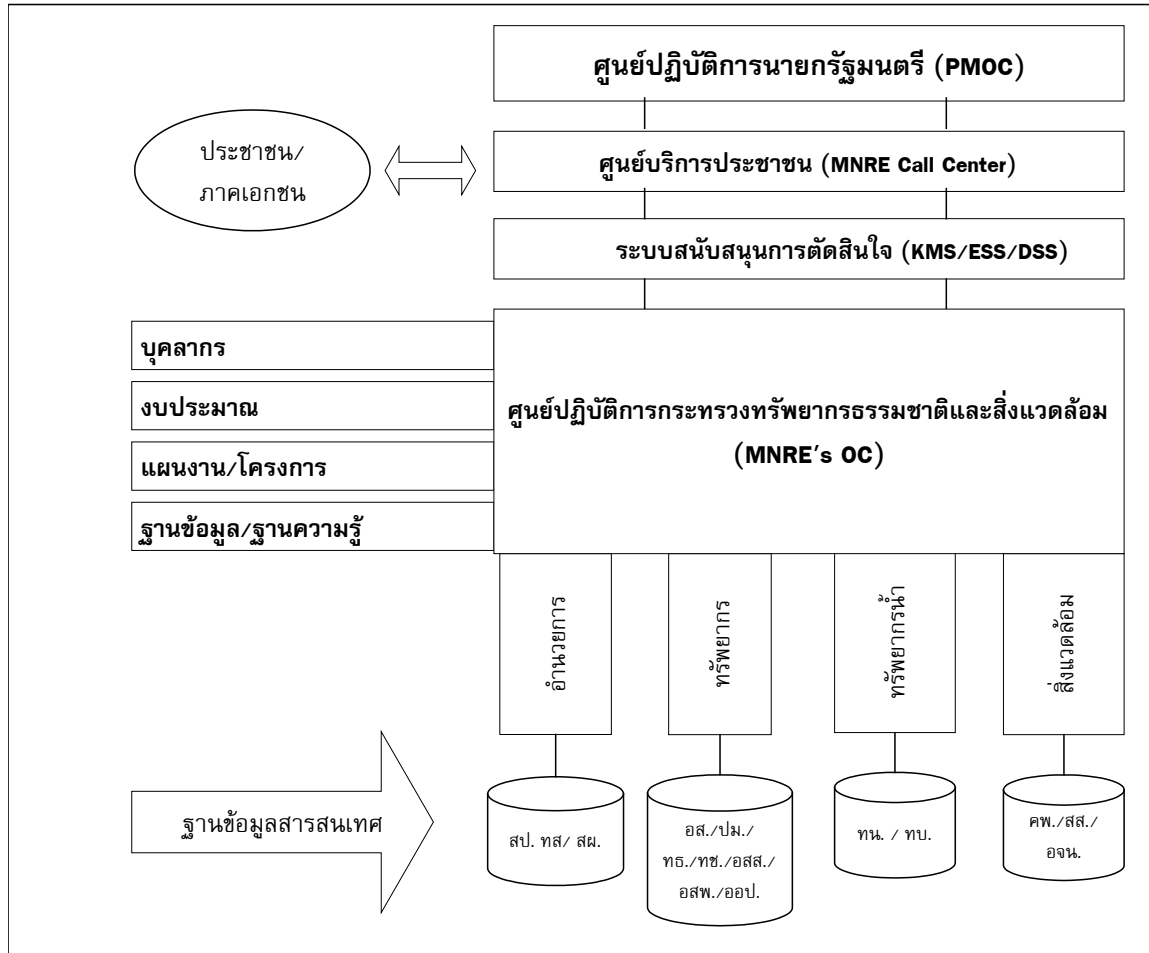 ศูนย์ปฏิบัติการนายกรัฐมนตรี (PMOC)
ประชาชน/
ภาคเอกชน
ศูนย์บริการประชาชน (MNRE Call Center)
ระบบสนับสนุนการตัดสินใจ (KMS/ESS/DSS)
บุคลากร
งบประมาณ
แผนงาน/โครงการ
ฐานข้อมูล/ฐานความรู้
ศูนย์ปฏิบัติการกระทรวงทรัพยากรธรรมชาติและสิ่งแวดล้อม
(MNRE's OC)
อำนวยการ
ทรัพยากร
ทรัพยากรน้ำ
สิ่งแวดล้อม
ฐานข้อมูลสารสนเทศ
สป. ทส/ สผ.
อส./ปม./
ทธ./ทช./อสส./
อสพ./ออป.
ทน. / ทบ.
คพ./สส./
อจน.